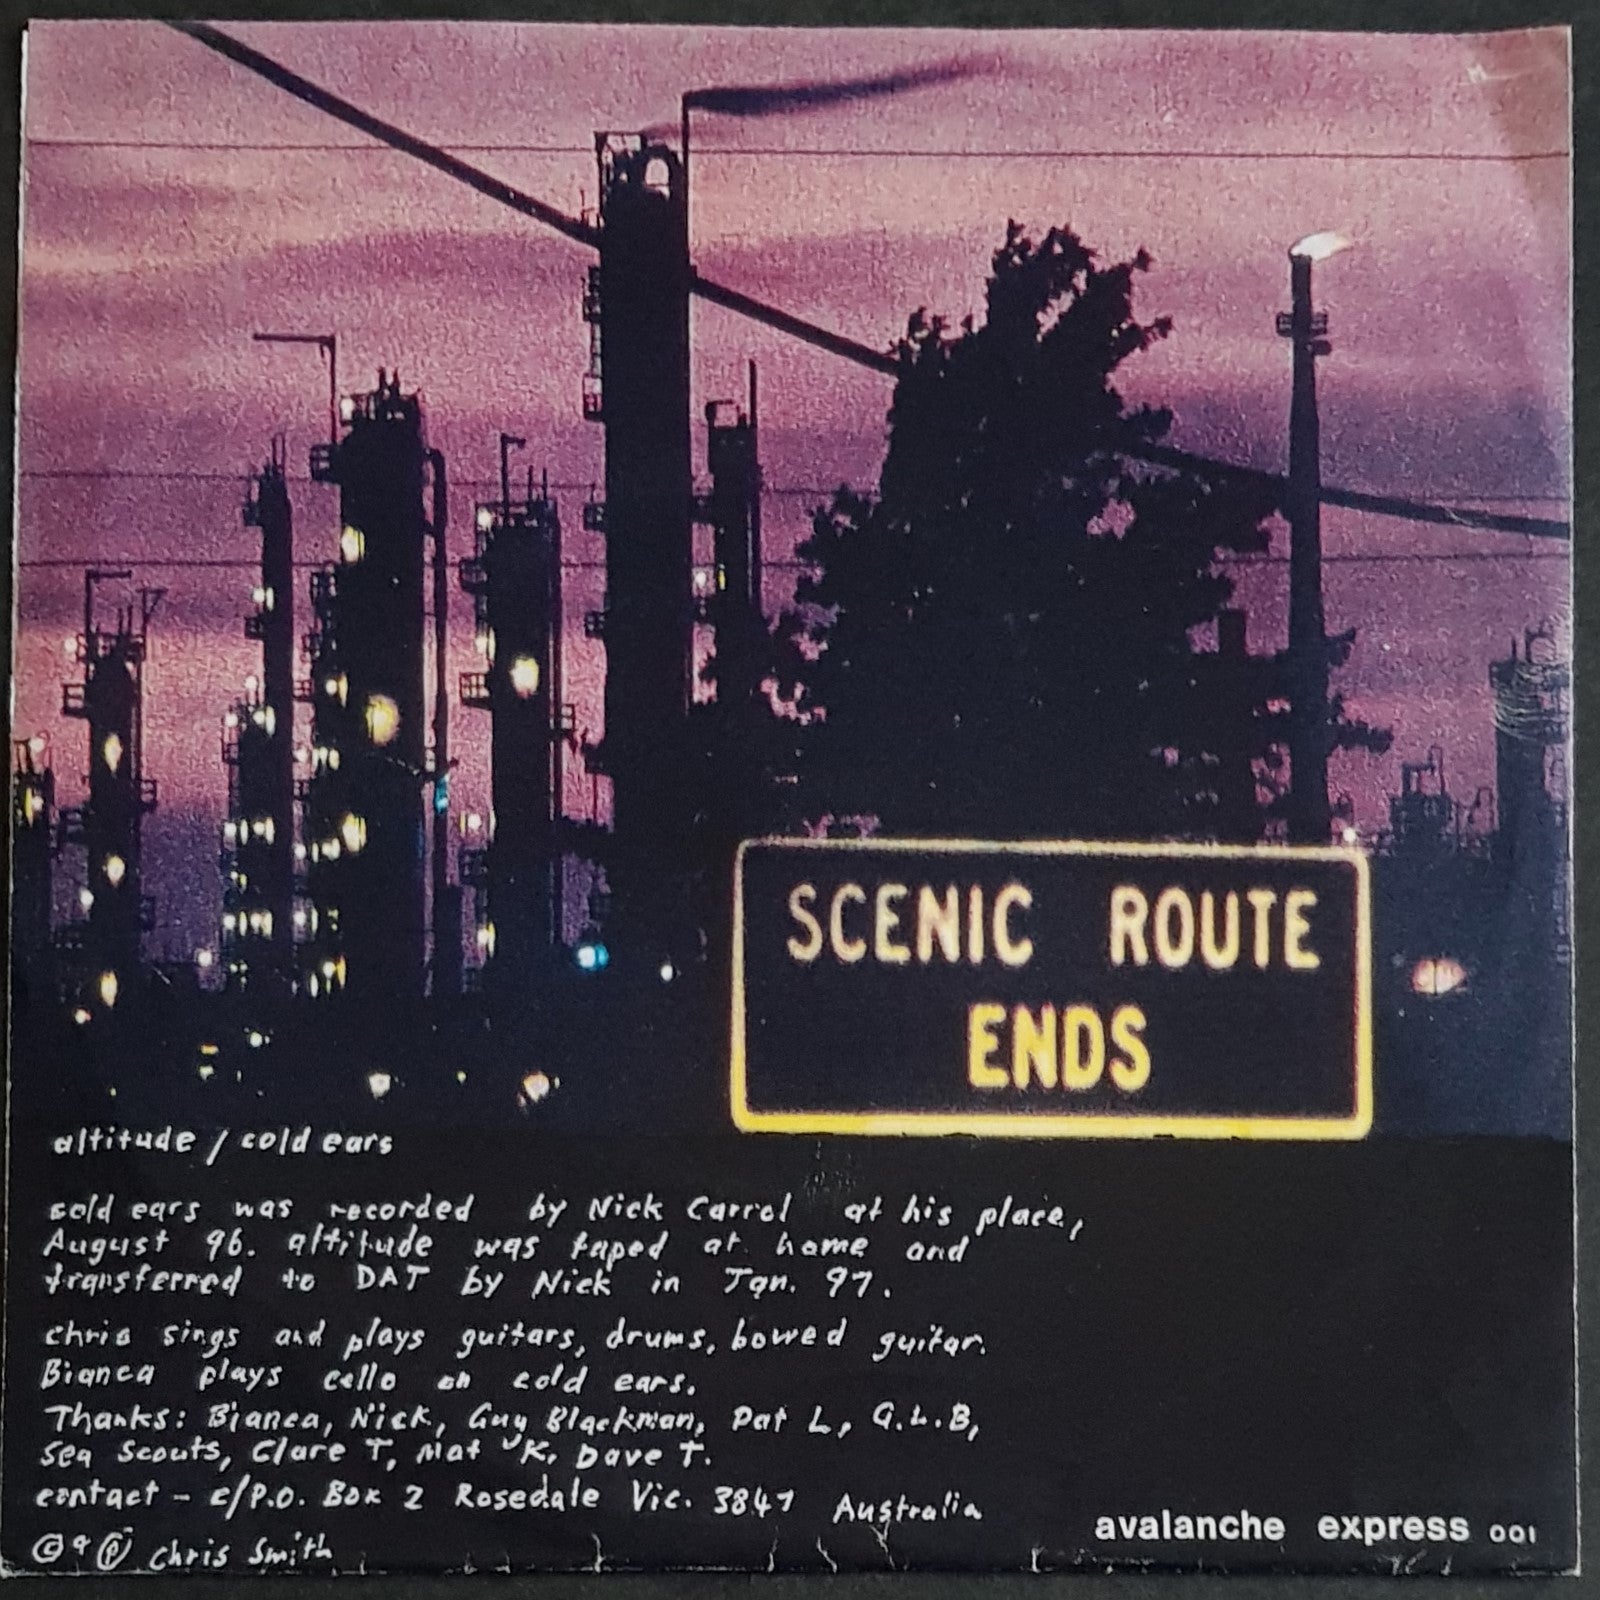 SCENIC ROUTE
ENDS
altitude / cold ears
cold ears was recorded by Nick Carrol at his place,
August 96. altitude was taped at home and
transferred to DAT by Nick in Jan. 97.
chris sings and plays guitars, drums, bowed guitar.
Bianca plays cello on cold ears.
Thanks: Bianca, Nick, Guy Blackman, Pat L, G.L.B,
Sea Scouts, Clare T, Mat K, Dave T.
contact - c/P.O. Box 2 Rosedale Vic. 3847 Australia
© & ℗ Chris Smith
avalanche express 001